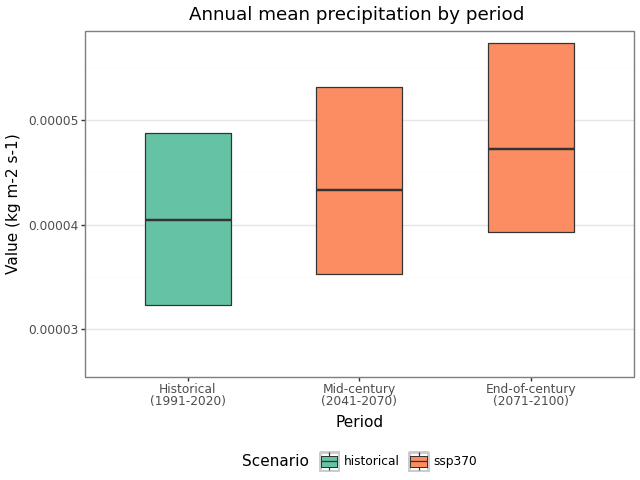 Annual mean precipitation by period
Value (kg m-2 s-1)
0.00005
0.00004
0.00003
Historical
(1991-2020)
Mid-century
(2041-2070)
End-of-century
(2071-2100)
Period
Scenario historical ssp370